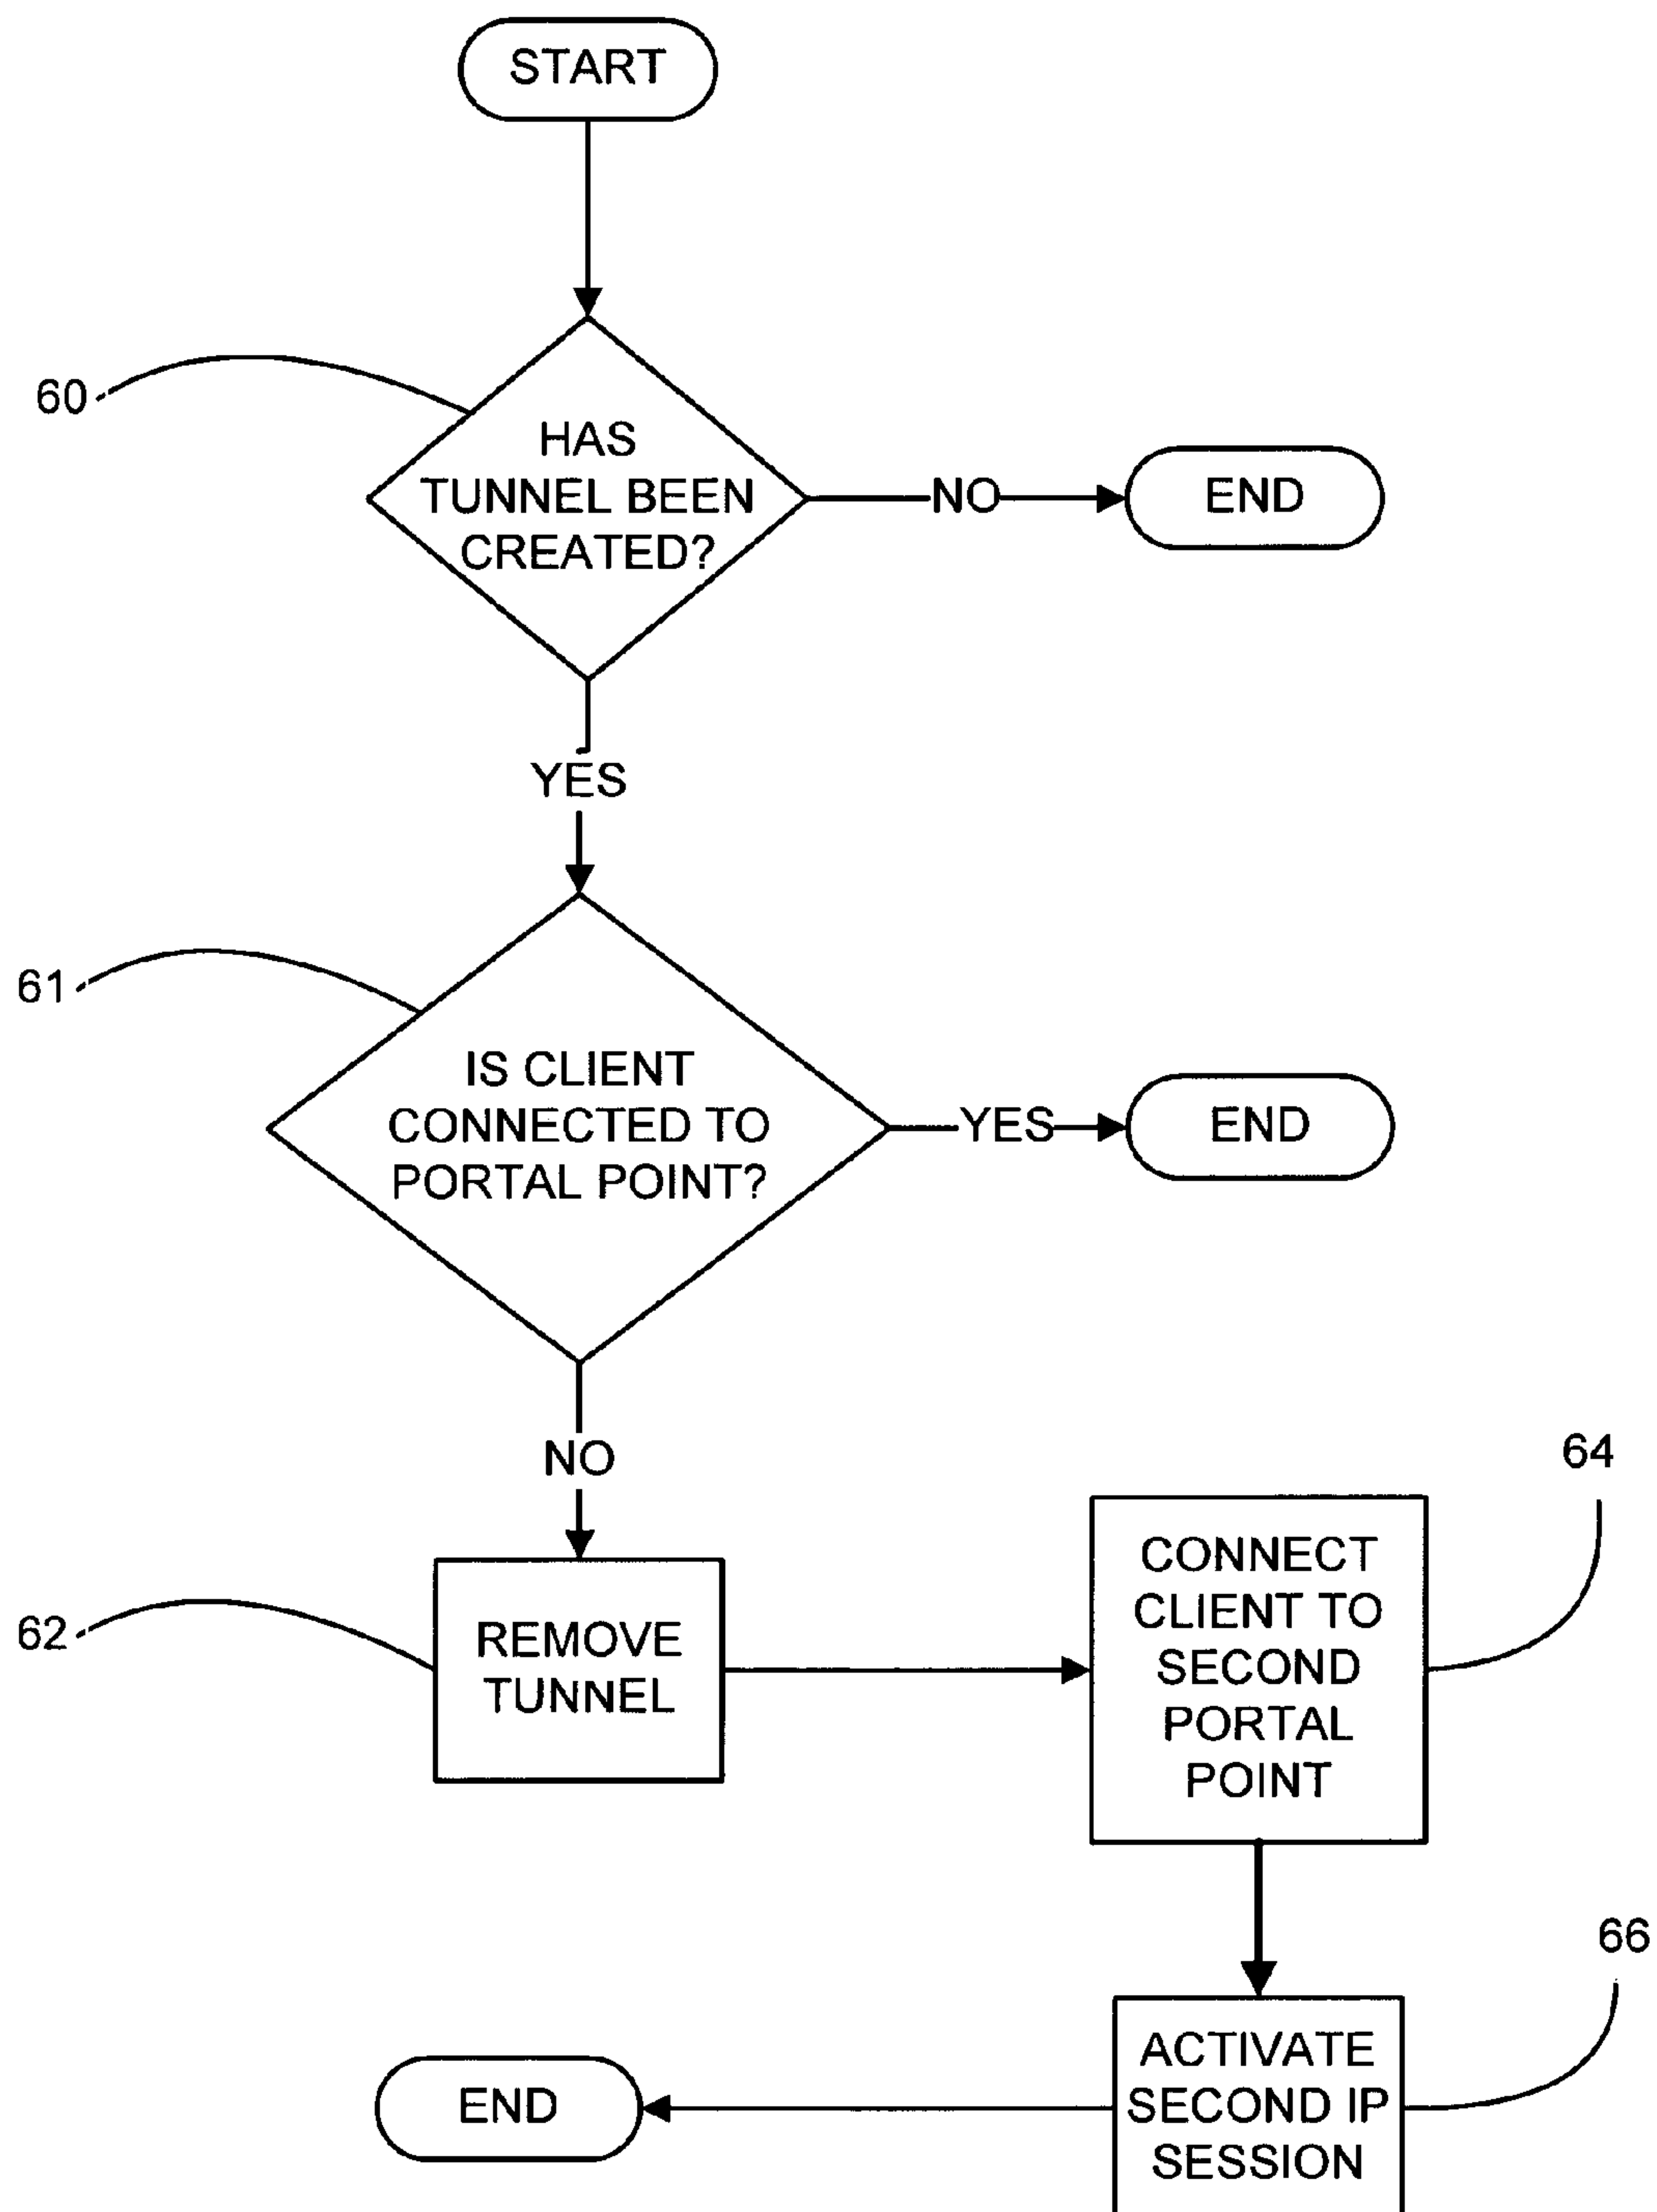 START
60
HAS
TUNNEL BEEN
CREATED?
NO
END
YES
61
IS CLIENT
CONNECTED TO
PORTAL POINT?
YES
END
NO
62
REMOVE
TUNNEL
64
CONNECT
CLIENT TO
SECOND
PORTAL
POINT
66
ACTIVATE
SECOND IP
SESSION
END